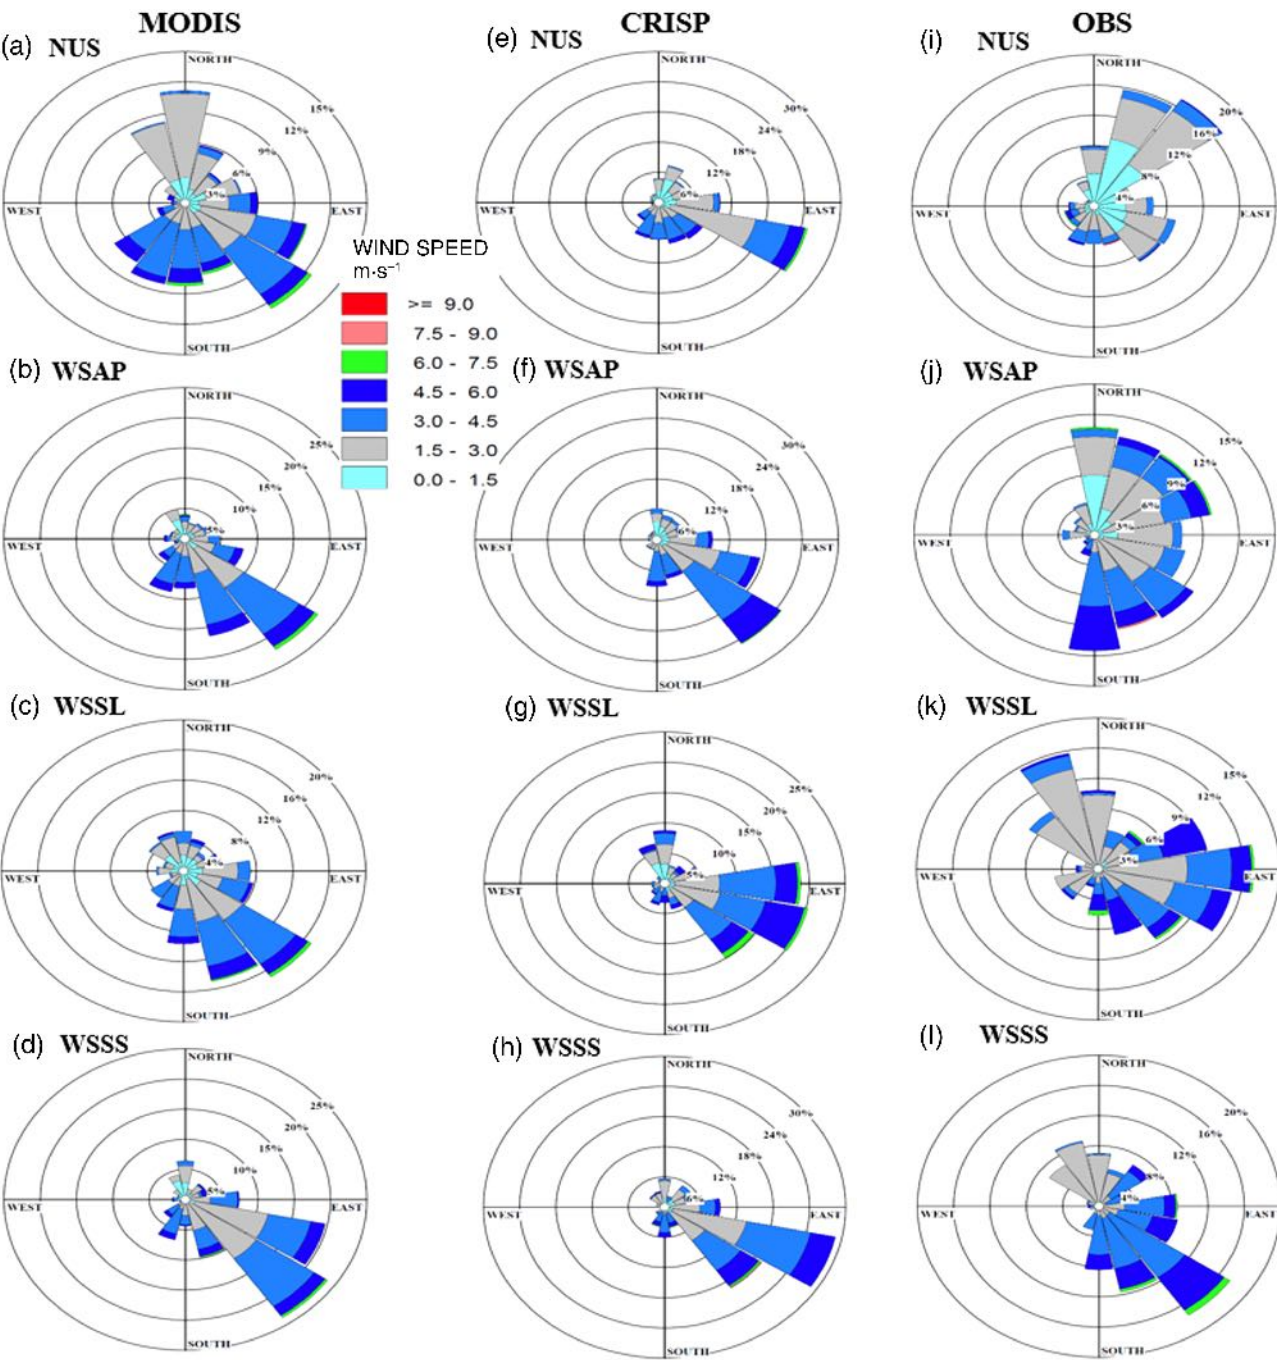 MODIS
CRISP
OBS
(a) NUS
NORTH
15%
12%
9%
6%
3%
WEST
EAST
SOUTH
(e) NUS
NORTH
30%
24%
18%
12%
6%
WEST
EAST
SOUTH
(i) NUS
NORTH
20%
16%
12%
8%
4%
WEST
EAST
SOUTH
WIND SPEED
m·s⁻¹
>= 9.0
7.5 - 9.0
6.0 - 7.5
4.5 - 6.0
3.0 - 4.5
1.5 - 3.0
0.0 - 1.5
(b) WSAP
NORTH
25%
20%
15%
10%
5%
WEST
EAST
SOUTH
(f) WSAP
NORTH
30%
24%
18%
12%
6%
WEST
EAST
SOUTH
(j) WSAP
NORTH
15%
12%
9%
6%
3%
WEST
EAST
SOUTH
(c) WSSL
NORTH
20%
16%
12%
8%
4%
WEST
EAST
SOUTH
(g) WSSL
NORTH
25%
20%
15%
10%
5%
WEST
EAST
SOUTH
(k) WSSL
NORTH
15%
12%
9%
6%
3%
WEST
EAST
SOUTH
(d) WSSS
NORTH
25%
20%
15%
10%
5%
WEST
EAST
SOUTH
(h) WSSS
NORTH
30%
24%
18%
12%
6%
WEST
EAST
SOUTH
(l) WSSS
NORTH
20%
16%
12%
8%
4%
WEST
EAST
SOUTH